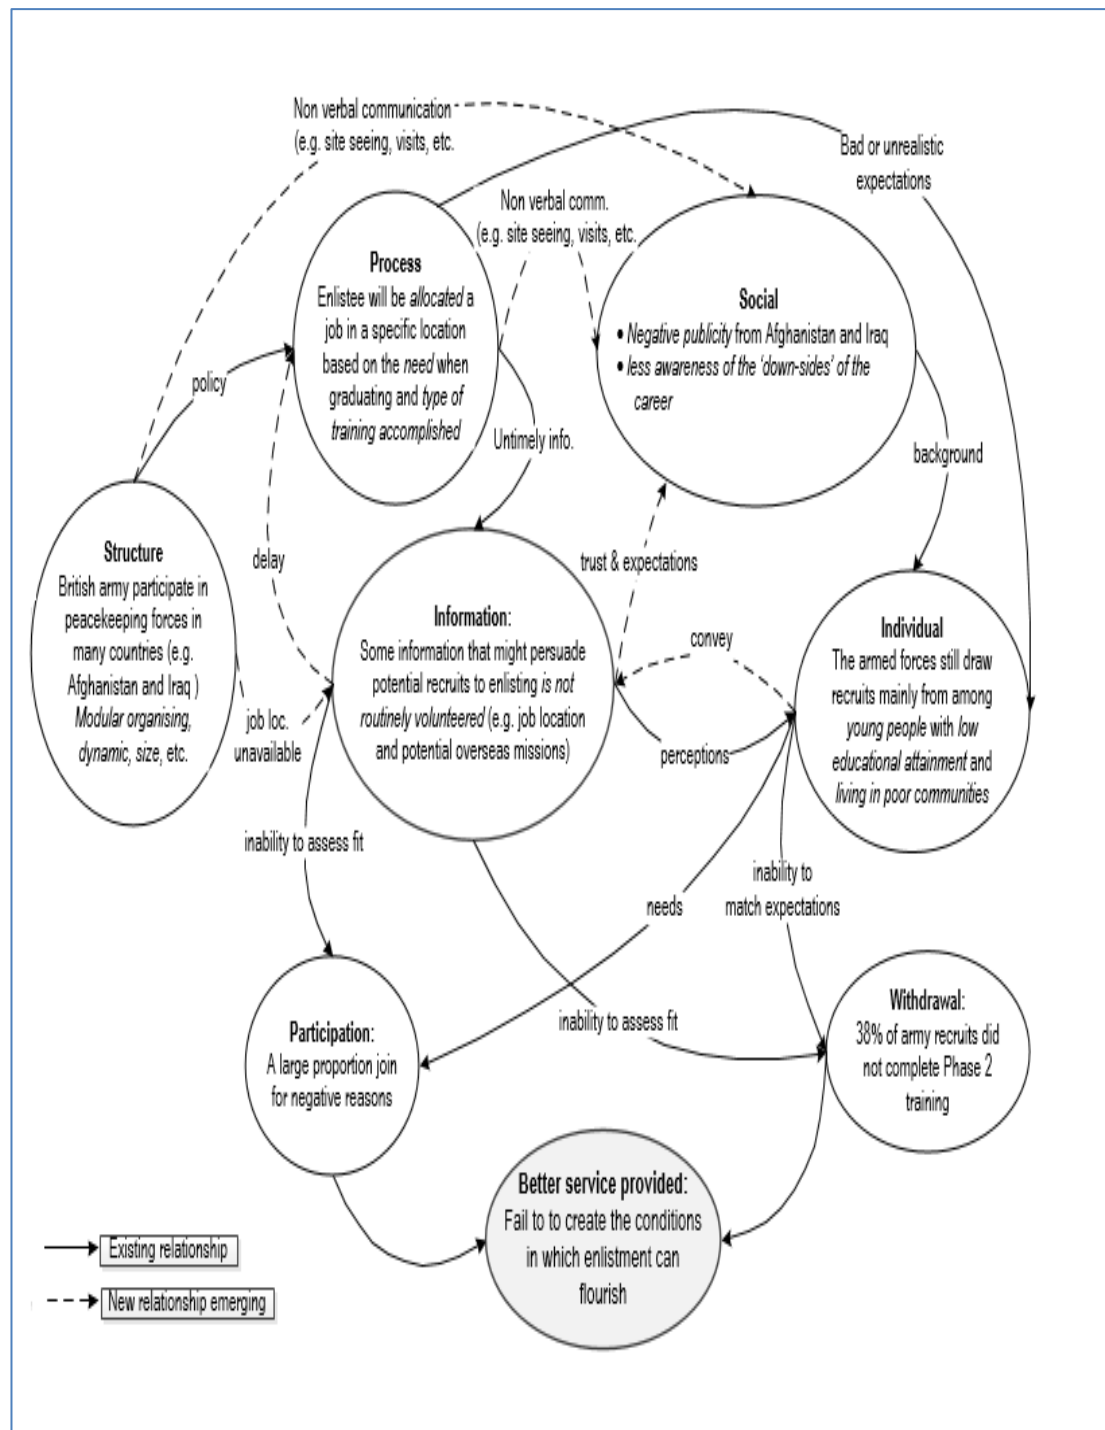 Non verbal communication
(e.g. site seeing, visits, etc.
Bad or unrealistic
expectations
Non verbal comm.
(e.g. site seeing, visits, etc.
Process
Enlistee will be allocated a
job in a specific location
based on the need when
graduating and type of
training accomplished
Social
• Negative publicity from Afghanistan and Iraq
• less awareness of the ‘down-sides’ of the
career
policy
Untimely info.
background
Structure
British army participate in
peacekeeping forces in
many countries (e.g.
Afghanistan and Iraq )
Modular organising,
dynamic, size, etc.
delay
trust & expectations
Information:
Some information that might persuade
potential recruits to enlisting is not
routinely volunteered (e.g. job location
and potential overseas missions)
convey
Individual
The armed forces still draw
recruits mainly from among
young people with low
educational attainment and
living in poor communities
job loc.
unavailable
perceptions
inability to assess fit
inability to
match expectations
needs
inability to assess fit
Participation:
A large proportion join
for negative reasons
Withdrawal:
38% of army recruits did
not complete Phase 2
training
Better service provided:
Fail to to create the conditions
in which enlistment can
flourish
Existing relationship
New relationship emerging